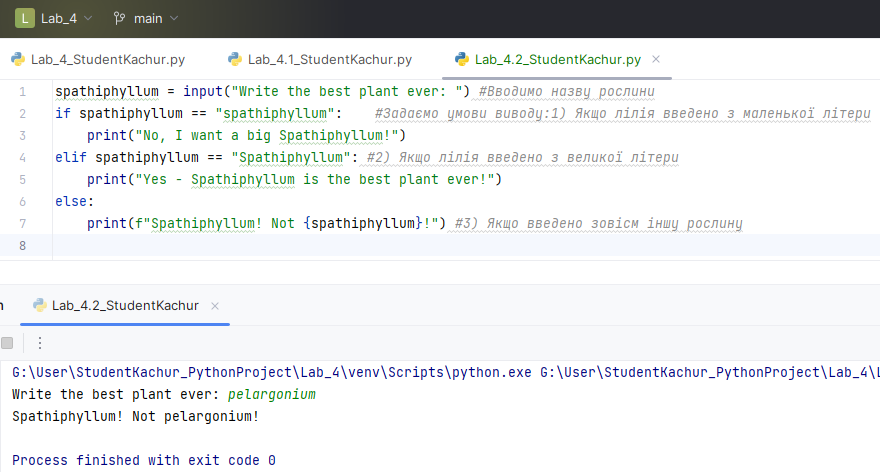 L Lab_4 main
Lab_4_StudentKachur.py Lab_4.1_StudentKachur.py Lab_4.2_StudentKachur.py
1 spathiphyllum = input("Write the best plant ever: ") #Вводимо назву рослини
2 if spathiphyllum == "spathiphyllum": #Задаємо умови виводу:1) Якщо лілія введено з маленької літери
3 print("No, I want a big Spathiphyllum!")
4 elif spathiphyllum == "Spathiphyllum": #2) Якщо лілія введено з великої літери
5 print("Yes - Spathiphyllum is the best plant ever!")
6 else:
7 print(f"Spathiphyllum! Not {spathiphyllum}!") #3) Якщо введено зовісм іншу рослину
8
Lab_4.2_StudentKachur
G:\User\StudentKachur_PythonProject\Lab_4\venv\Scripts\python.exe G:\User\StudentKachur_PythonProject\Lab_4\L
Write the best plant ever: pelargonium
Spathiphyllum! Not pelargonium!
Process finished with exit code 0